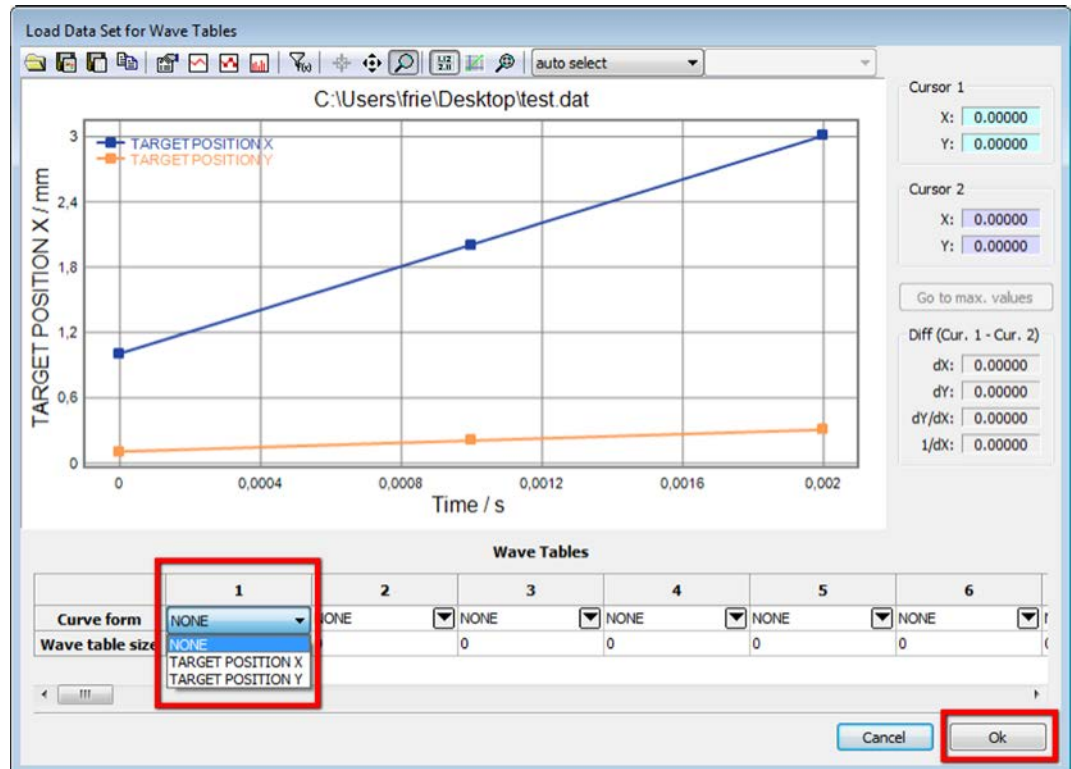 Load Data Set for Wave Tables
auto select
C:\Users\frie\Desktop\test.dat
TARGET POSITION X
TARGET POSITION Y
TARGET POSITION X / mm
3
2,4
1,8
1,2
0.6
0
0
0,0004
0,0008
0,0012
0,0016
0,002
Time / s
Cursor 1
X: 0.00000
Y: 0.00000
Cursor 2
X: 0.00000
Y: 0.00000
Go to max. values
Diff (Cur. 1 - Cur. 2)
dX: 0.00000
dY: 0.00000
dY/dX: 0.00000
1/dX: 0.00000
Wave Tables
1 2 3 4 5 6
Curve form NONE NONE NONE NONE NONE NONE
Wave table size 0 0 0 0 0
NONE
TARGET POSITION X
TARGET POSITION Y
Cancel Ok